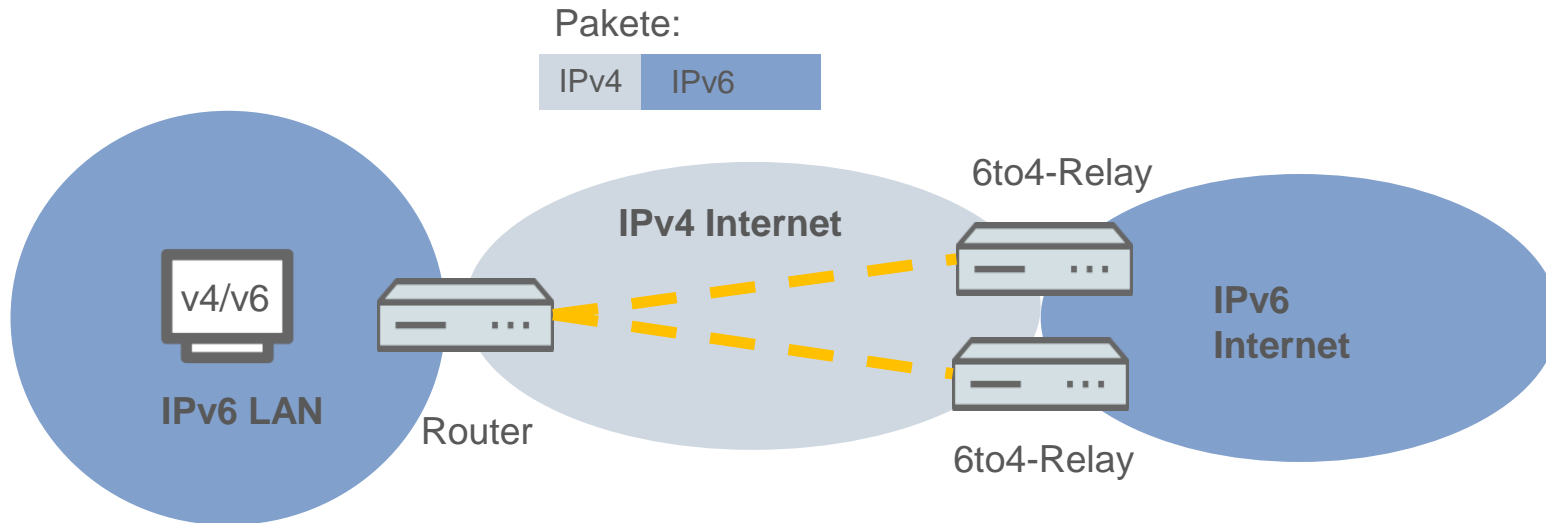 Pakete:
IPv4 IPv6
6to4-Relay
IPv4 Internet
v4/v6
IPv6
Internet
IPv6 LAN
Router
6to4-Relay